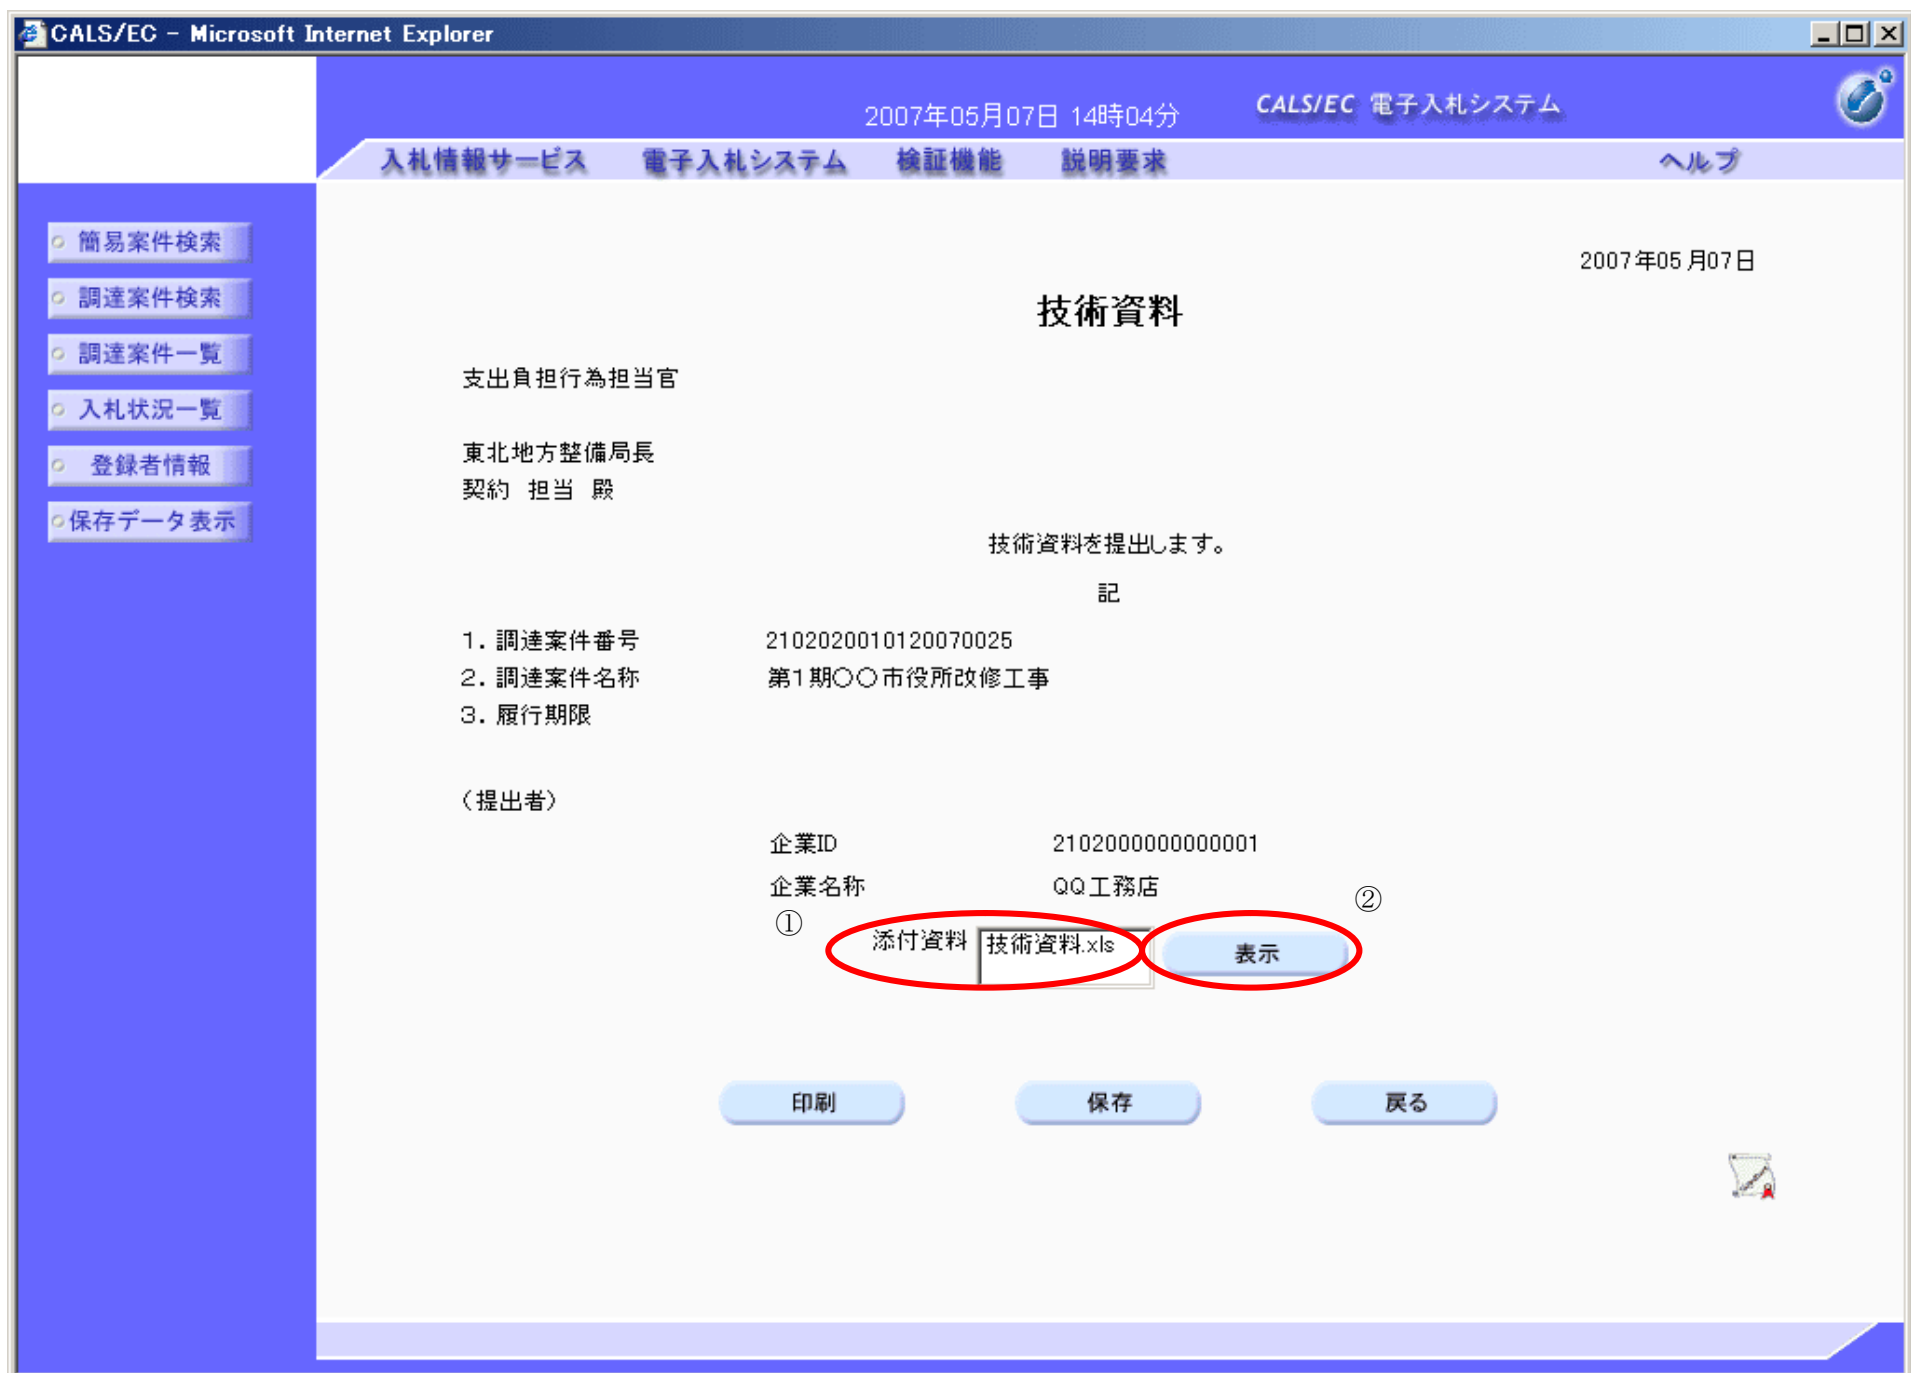 CALS/EC - Microsoft Internet Explorer
2007年05月07日 14時04分
CALS/EC 電子入札システム
入札情報サービス 電子入札システム 検証機能 説明要求 ヘルプ
簡易案件検索
調達案件検索
調達案件一覧
入札状況一覧
登録者情報
保存データ表示
2007年05月07日
技術資料
支出負担行為担当官
東北地方整備局長
契約 担当 殿
技術資料を提出します。
記
1.調達案件番号 2102020010120070025
2.調達案件名称 第1期〇〇市役所改修工事
3.履行期限
(提出者)
企業ID 2102000000000001
企業名称 QQ工務店
① ②
添付資料 技術資料.xls 表示
印刷 保存 戻る